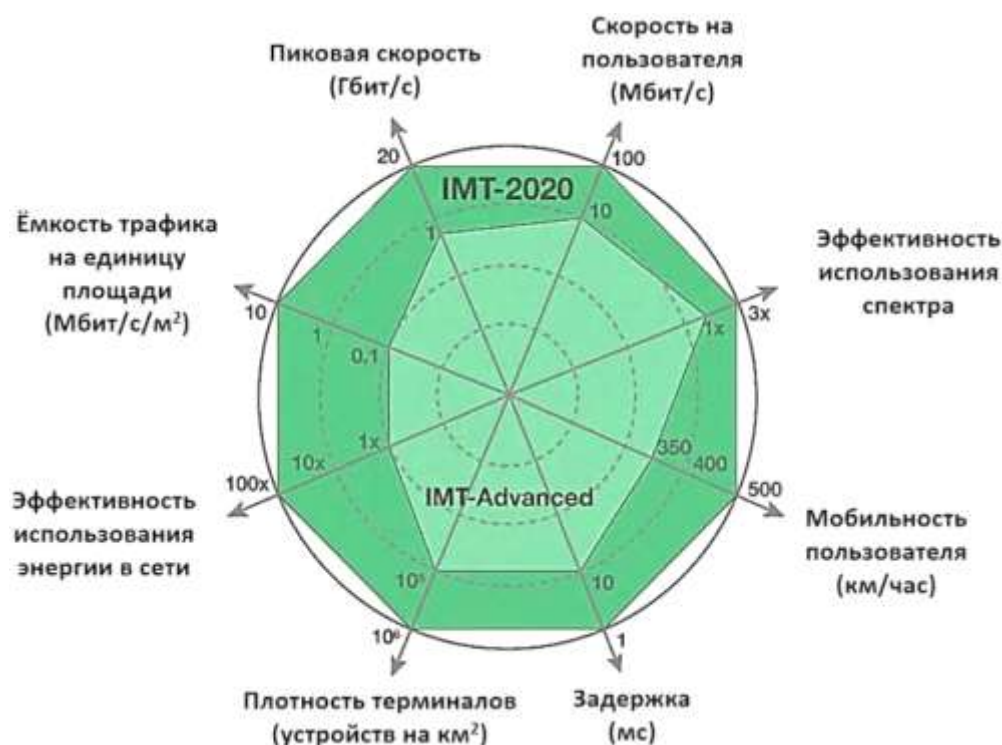 Пиковая скорость
(Гбит/с)
Скорость на
пользователя
(Мбит/с)
20
100
IMT-2020
1
10
Ёмкость трафика
на единицу
площади
(Мбит/с/м²)
10
1
0,1
Эффективность
использования
спектра
1x
3x
Эффективность
использования
энергии в сети
100x
10x
1x
350
400
500
Мобильность
пользователя
(км/час)
IMT-Advanced
10⁵
10
10⁶
1
Плотность терминалов
(устройств на км²)
Задержка
(мс)